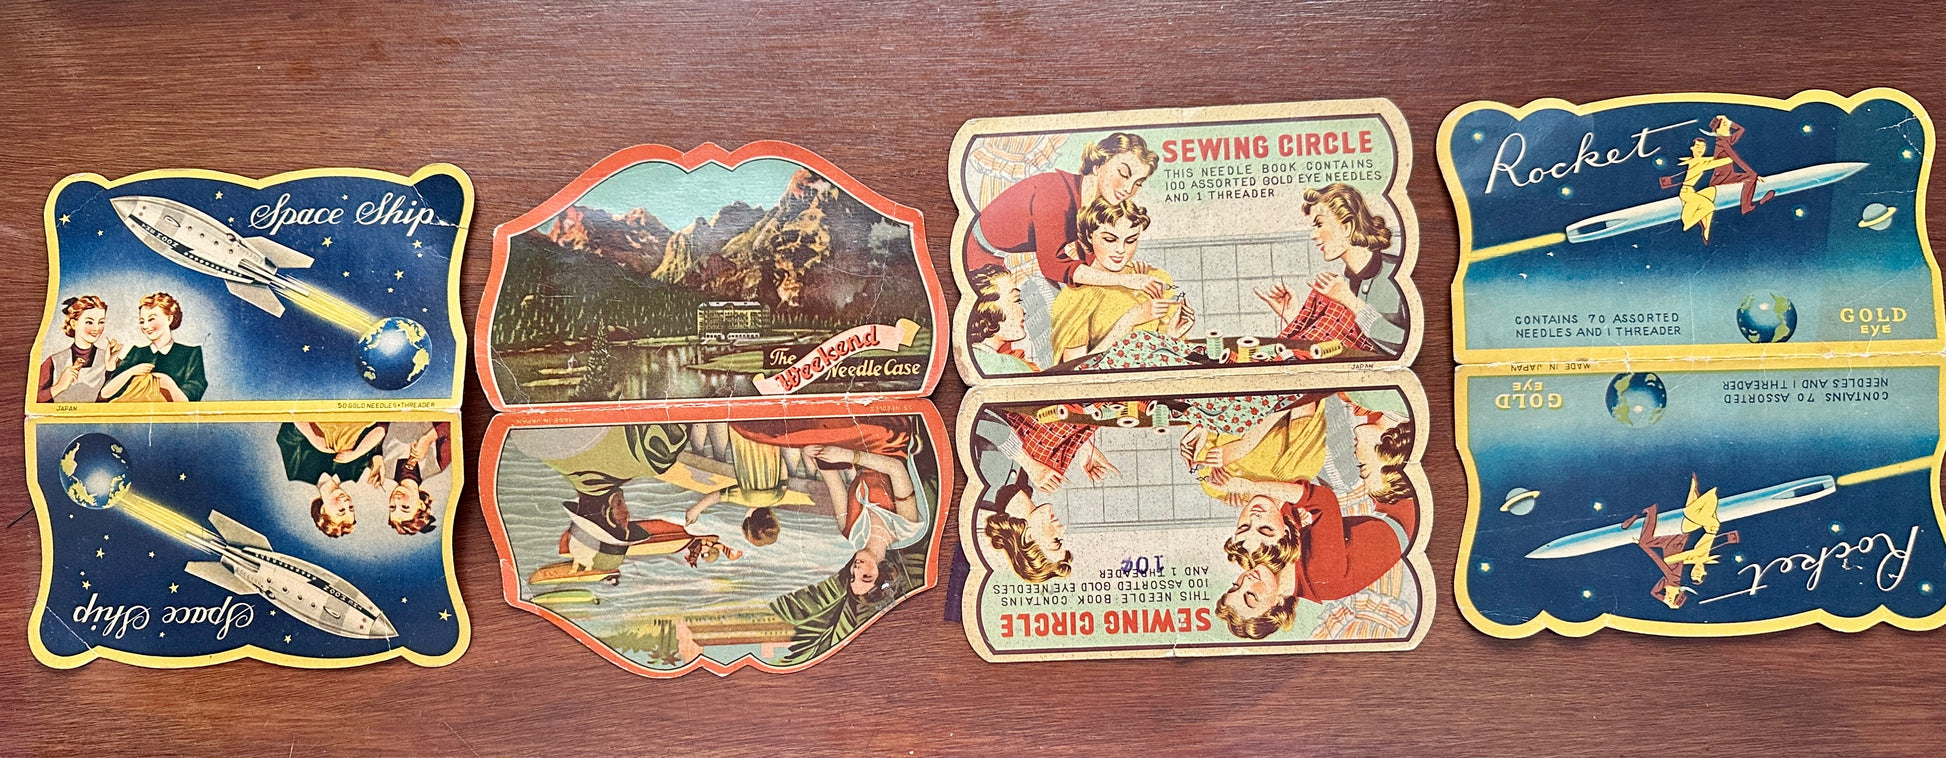 Space Ship
JAPAN
50 GOLD NEEDLES + THREADER
Space Ship
The
Weekend
Needle Case
MADE IN JAPAN
SEWING CIRCLE
THIS NEEDLE BOOK CONTAINS
100 ASSORTED GOLD EYE NEEDLES
AND 1 THREADER
JAPAN
SEWING CIRCLE
THIS NEEDLE BOOK CONTAINS
100 ASSORTED GOLD EYE NEEDLES
AND 1 THREADER
10¢
Rocket
CONTAINS 70 ASSORTED
NEEDLES AND 1 THREADER
GOLD
EYE
MADE IN JAPAN
CONTAINS 70 ASSORTED
NEEDLES AND 1 THREADER
GOLD
EYE
Rocket